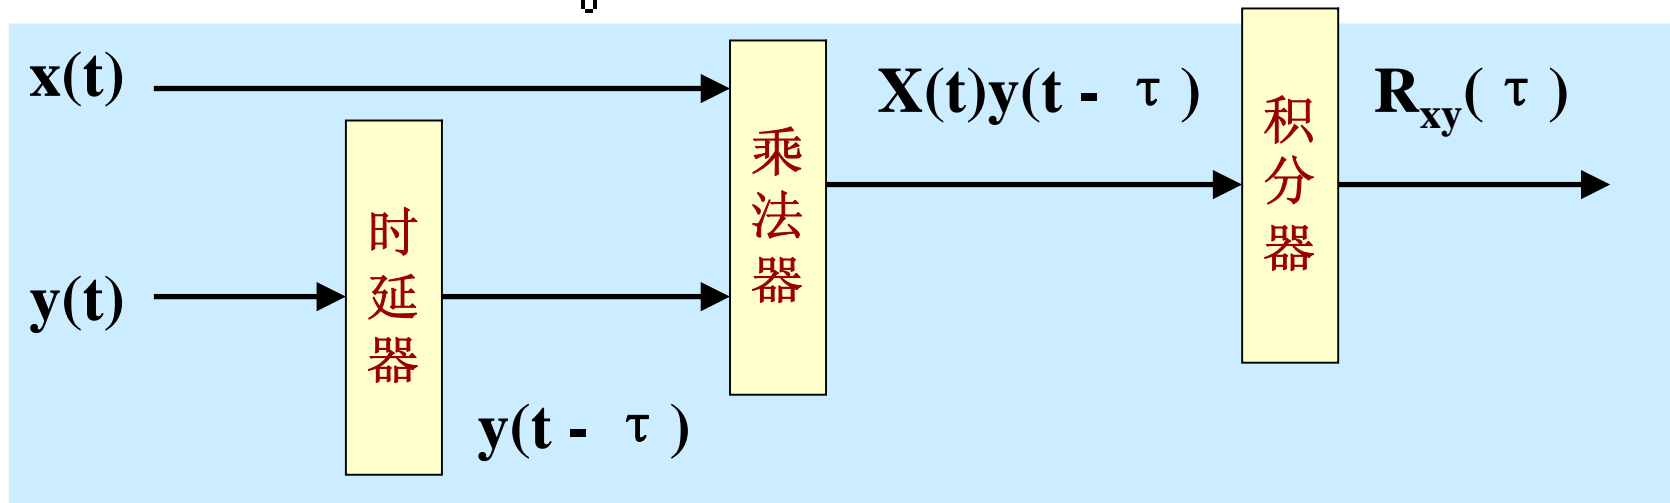 x(t)
X(t)y(t - τ)
R_xy(τ)
乘法器
积分器
时延器
y(t)
y(t - τ)